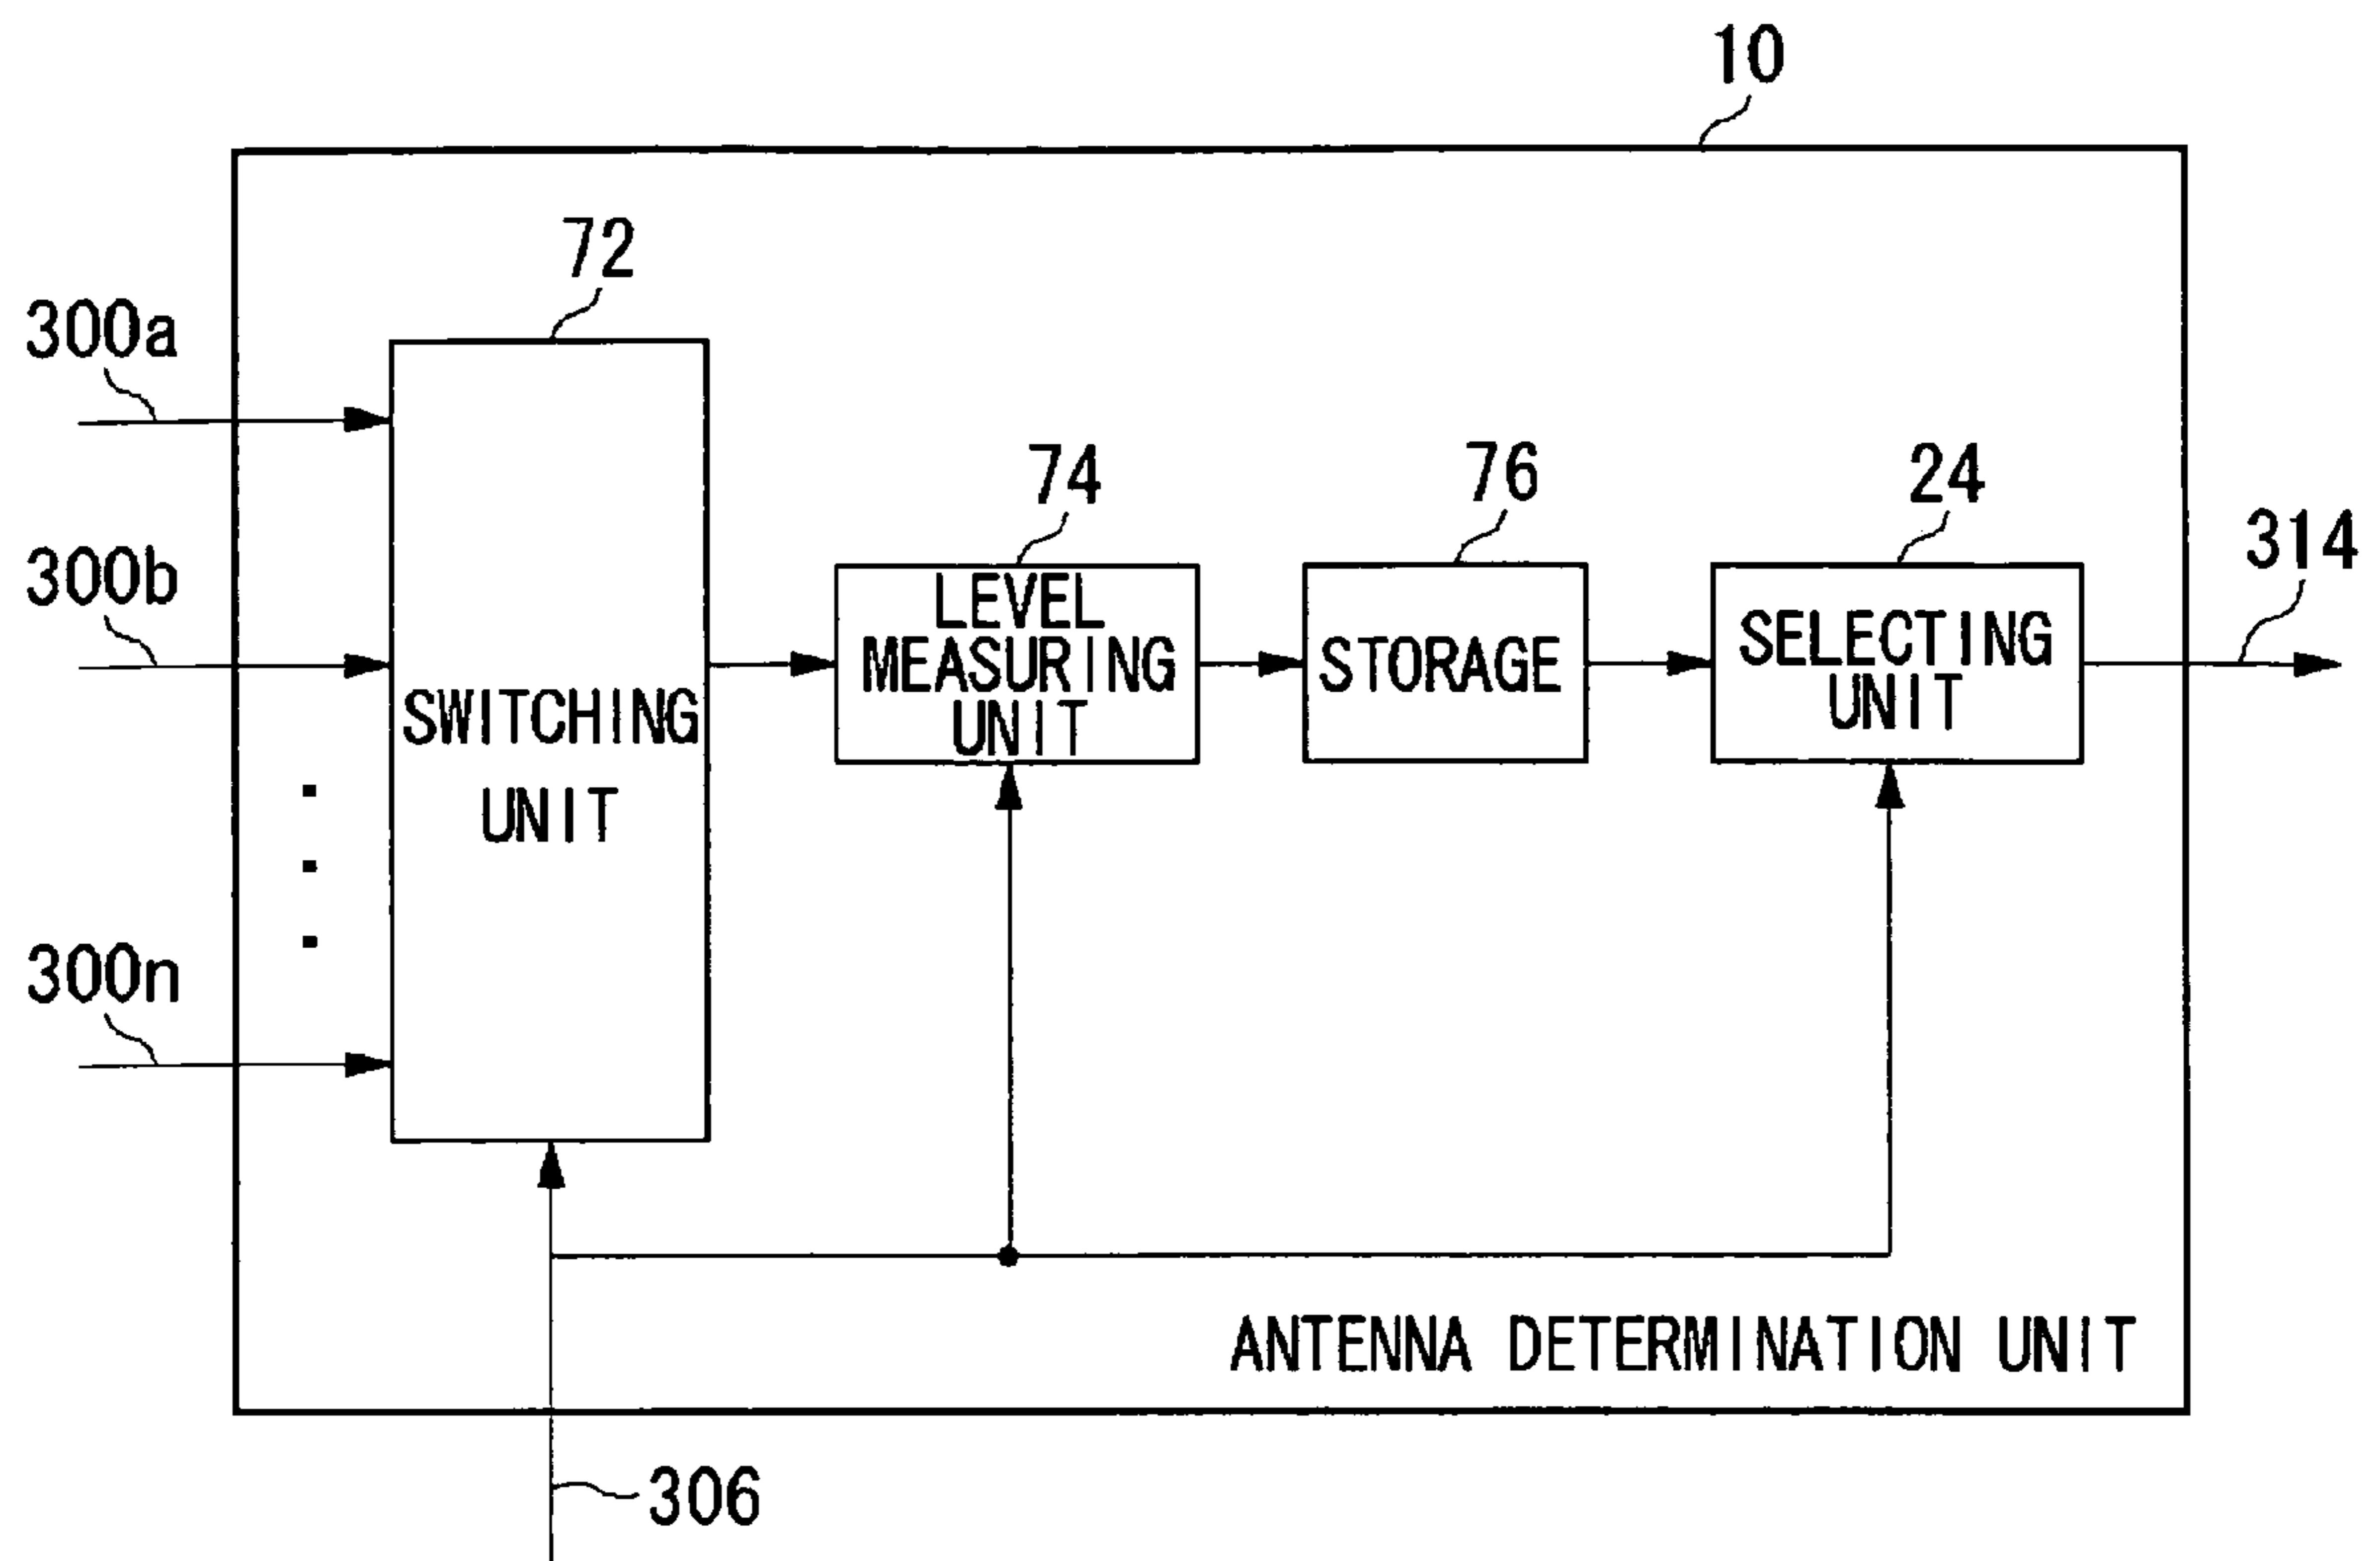 10
72
300a
74
76
24
314
300b
LEVEL
MEASURING
UNIT
STORAGE
SELECTING
UNIT
SWITCHING
UNIT
300n
ANTENNA DETERMINATION UNIT
306